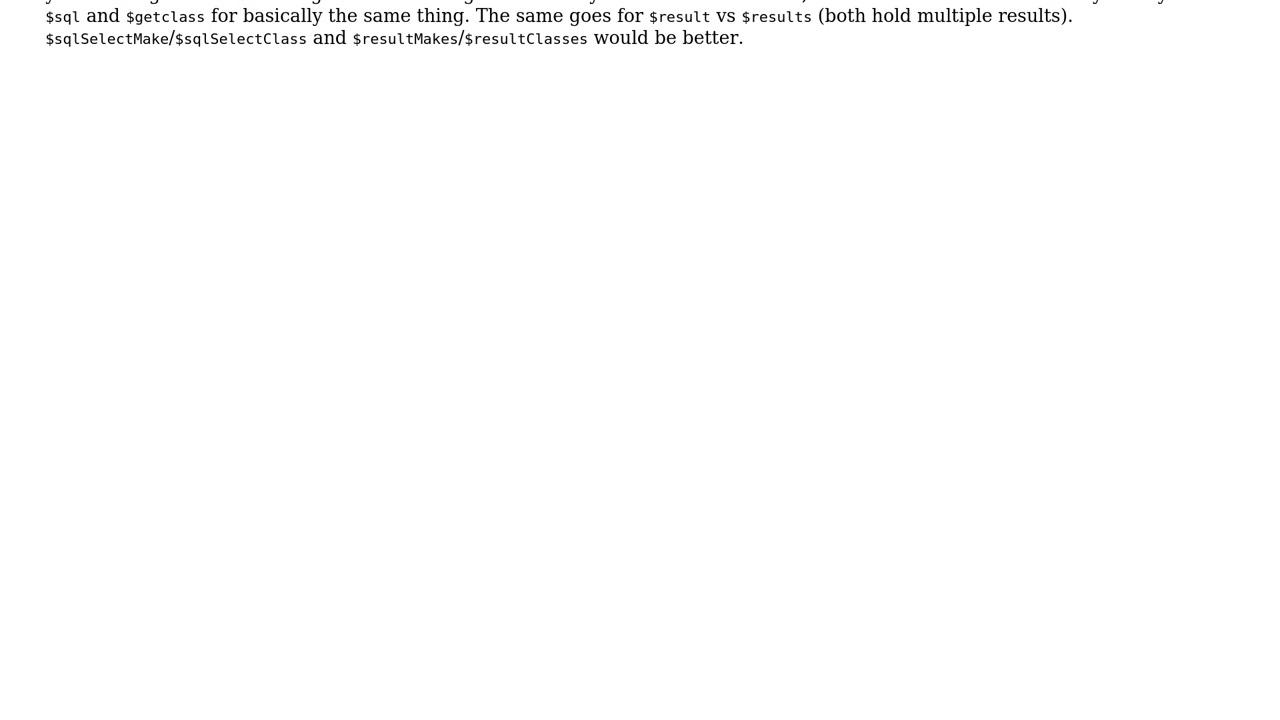 $sql and $getclass for basically the same thing. The same goes for $result vs $results (both hold multiple results).
$sqlSelectMake/$sqlSelectClass and $resultMakes/$resultClasses would be better.